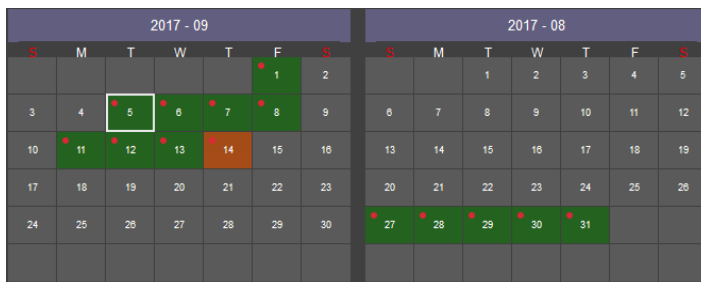 2017 - 09
S M T W T F S
1 2
3 4 5 6 7 8 9
10 11 12 13 14 15 16
17 18 19 20 21 22 23
24 25 26 27 28 29 30
2017 - 08
S M T W T F S
1 2 3 4 5
6 7 8 9 10 11 12
13 14 15 16 17 18 19
20 21 22 23 24 25 26
27 28 29 30 31